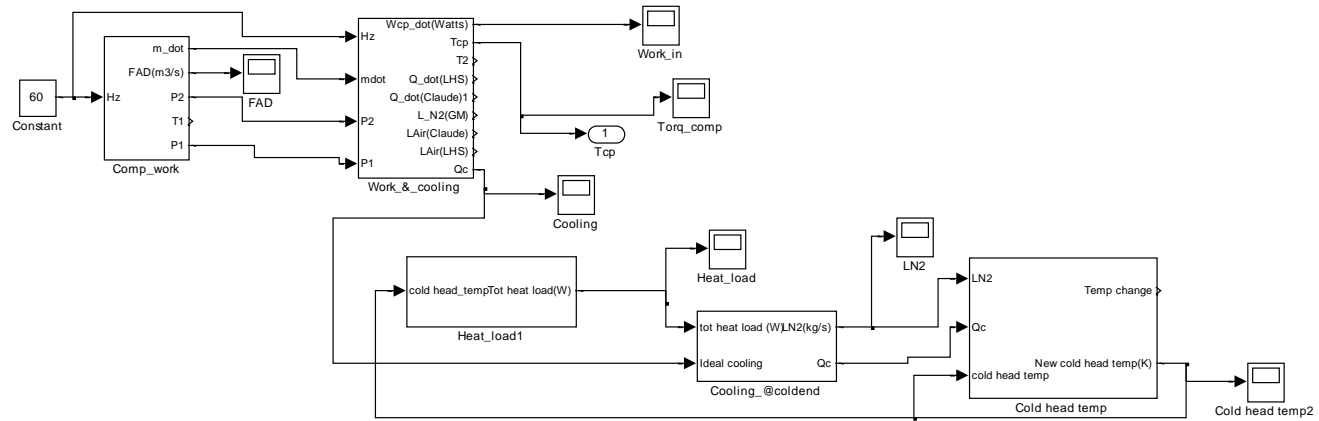 60
Constant
Hz
m_dot
FAD(m3/s)
P2
T1
P1
Comp_work
FAD
Hz
mdot
P2
P1
Wcp_dot(Watts)
Tcp
T2
Q_dot(LHS)
Q_dot(Claude)1
L_N2(GM)
LAir(Claude)
LAir(LHS)
Qc
Work_&_cooling
Work_in
Torq_comp
1
Tcp
Cooling
cold head_temp
Tot heat load(W)
Heat_load1
Heat_load
tot heat load (W)
Ideal cooling
LN2(kg/s)
Qc
Cooling_@coldend
LN2
LN2
Qc
cold head temp
Temp change
New cold head temp(K)
Cold head temp
Cold head temp2